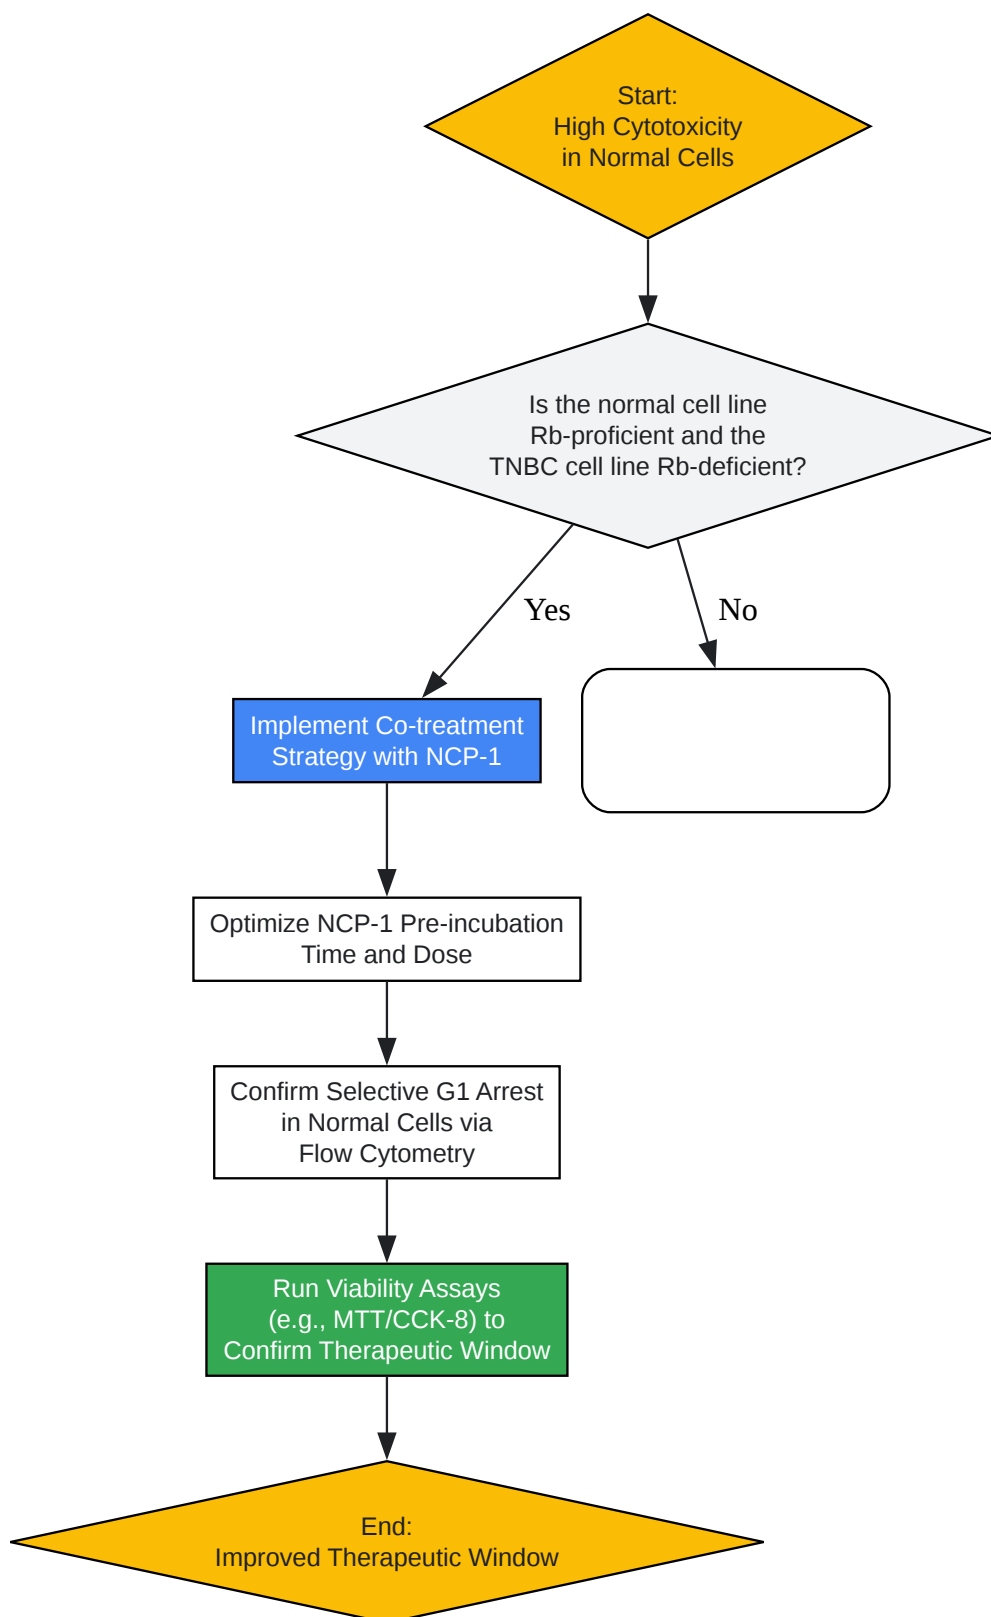 Start:
High Cytotoxicity
in Normal Cells
Is the normal cell line
Rb-proficient and the
TNBC cell line Rb-deficient?
Yes
No
Implement Co-treatment
Strategy with NCP-1
Optimize NCP-1 Pre-incubation
Time and Dose
Confirm Selective G1 Arrest
in Normal Cells via
Flow Cytometry
Run Viability Assays
(e.g., MTT/CCK-8) to
Confirm Therapeutic Window
End:
Improved Therapeutic Window